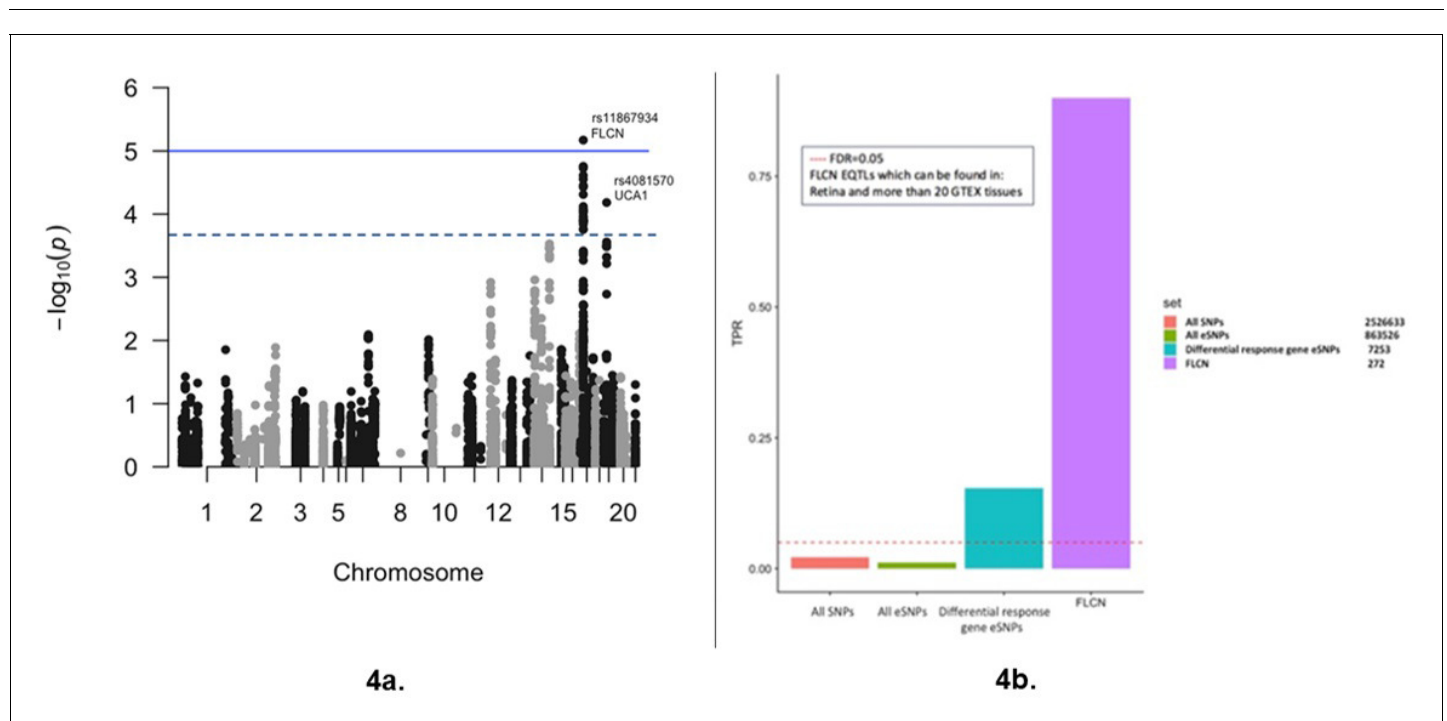 6
5
4
3
2
1
0
−log10(p)
rs11867934
FLCN
rs4081570
UCA1
1 2 3 5 8 10 12 15 20
Chromosome
4a.
0.75
0.50
0.25
0.00
TPR
FDR=0.05
FLCN EQTLs which can be found in:
Retina and more than 20 GTEX tissues
All SNPs
All eSNPs
Differential response
gene eSNPs
FLCN
set
All SNPs 2526633
All eSNPs 863526
Differential response gene eSNPs 7253
FLCN 272
4b.